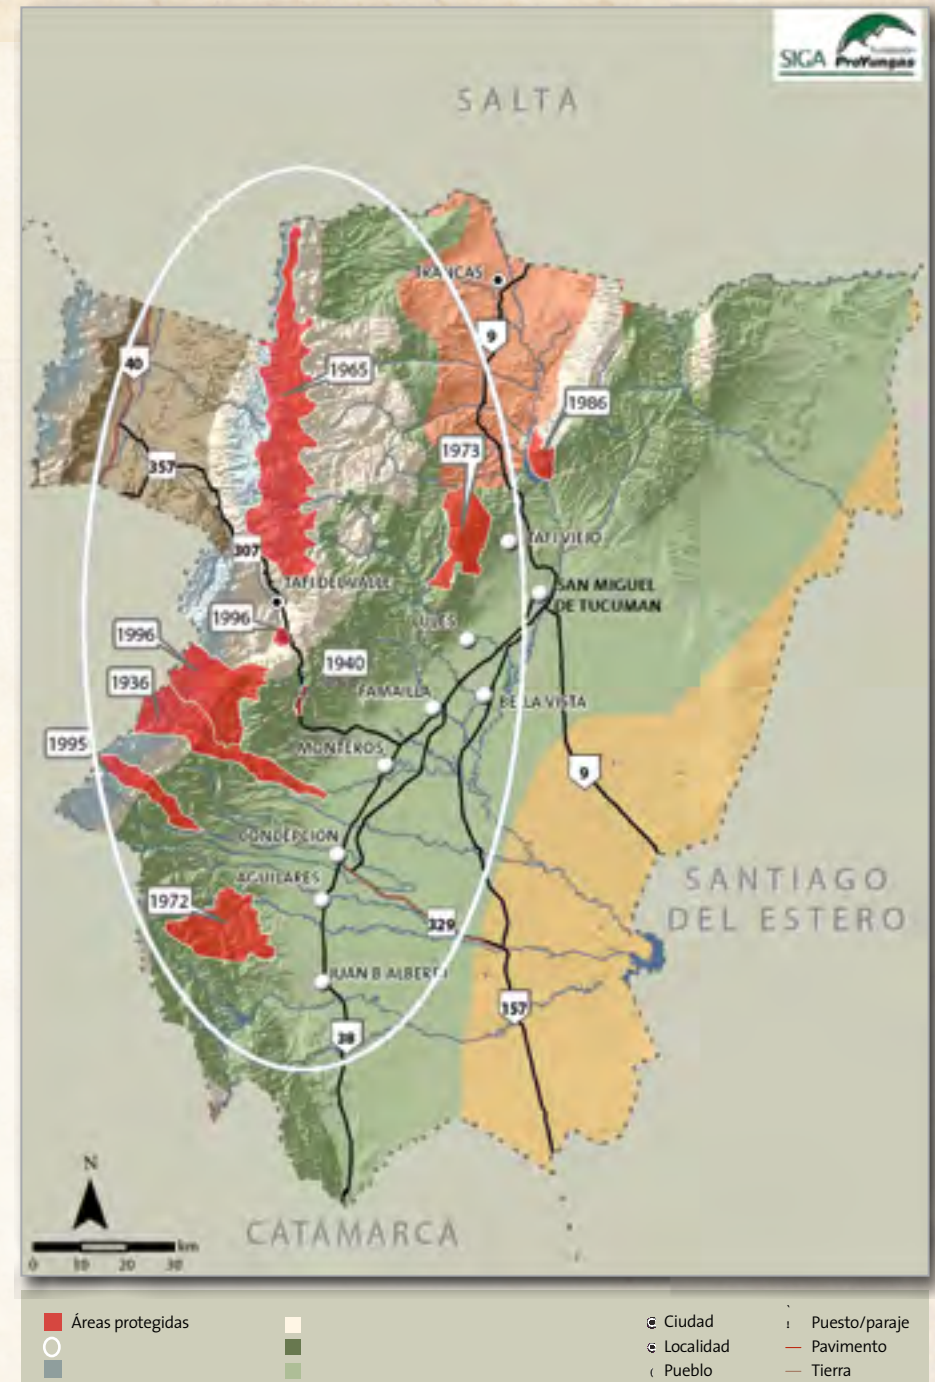 SIGA
Fundación
ProYungas
SALTA
TRANCAS
9
40
1965
1986
1973
357
TAFI VIEJO
307
TAFI DEL VALLE
SAN MIGUEL
DE TUCUMAN
1996
LULES
1996
1940
1936
FAMAILLA
BELLA VISTA
1995
MONTEROS
9
CONCEPCION
AGUILARES
SANTIAGO
DEL ESTERO
1972
329
JUAN B ALBERDI
157
38
N
CATAMARCA
km
0 10 20 30
Áreas protegidas
Ciudad
Localidad
Pueblo
Puesto/paraje
Pavimento
Tierra